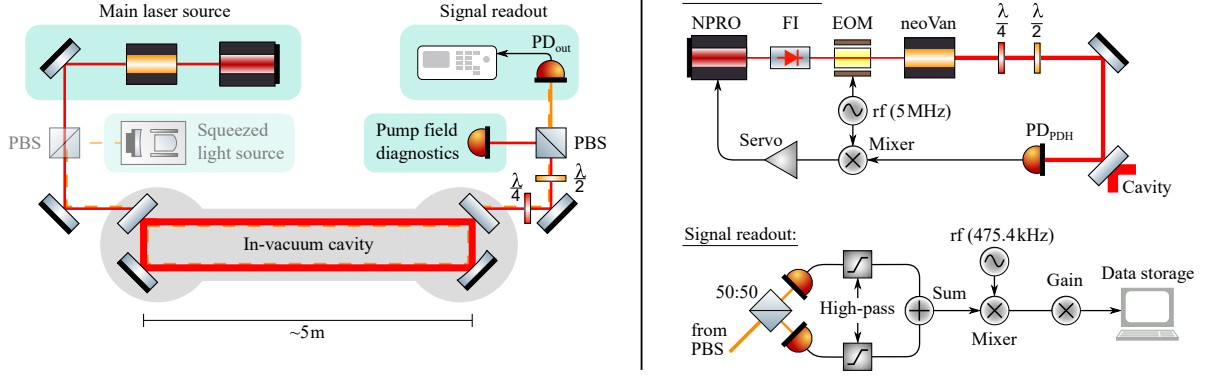 Main laser source
Signal readout
PD_out
PBS
Squeezed
light source
Pump field
diagnostics
PBS
λ/4
λ/2
In-vacuum cavity
~5m
NPRO
FI
EOM
neoVan
λ/4
λ/2
rf (5MHz)
Servo
Mixer
PD_PDH
Cavity
Signal readout:
rf (475.4kHz)
50:50
High-pass
Sum
Gain
Data storage
from
PBS
Mixer